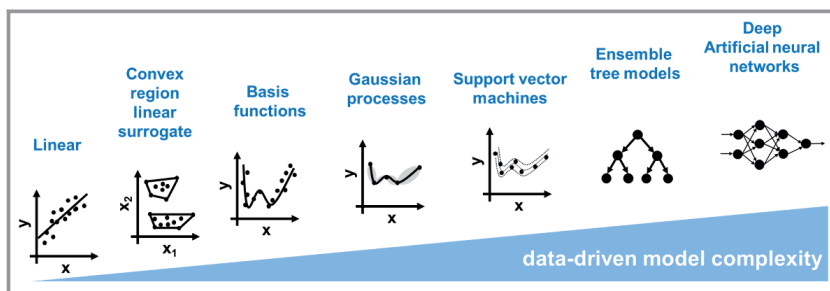 Linear
y
x
Convex
region
linear
surrogate
x2
x1
Basis
functions
y
x
Gaussian
processes
y
x
Support vector
machines
y
x
Ensemble
tree models
Deep
Artificial neural
networks
data-driven model complexity